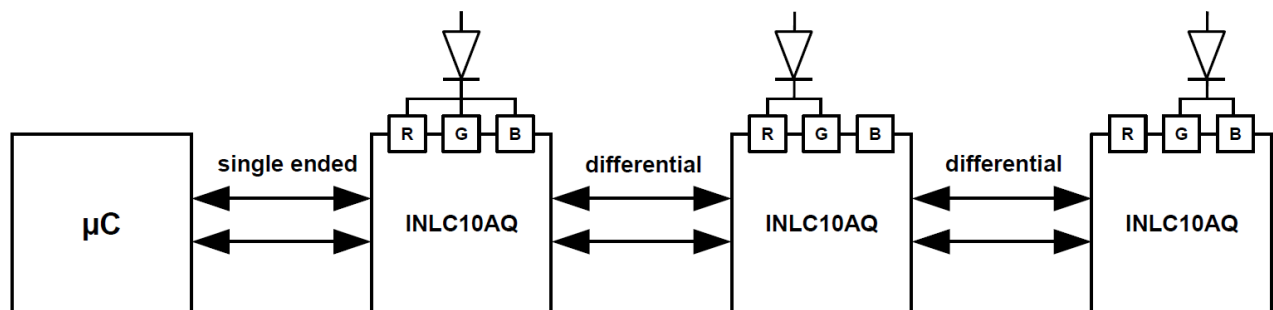 R G B
R G B
R G B
single ended
differential
differential
µC
INLC10AQ
INLC10AQ
INLC10AQ